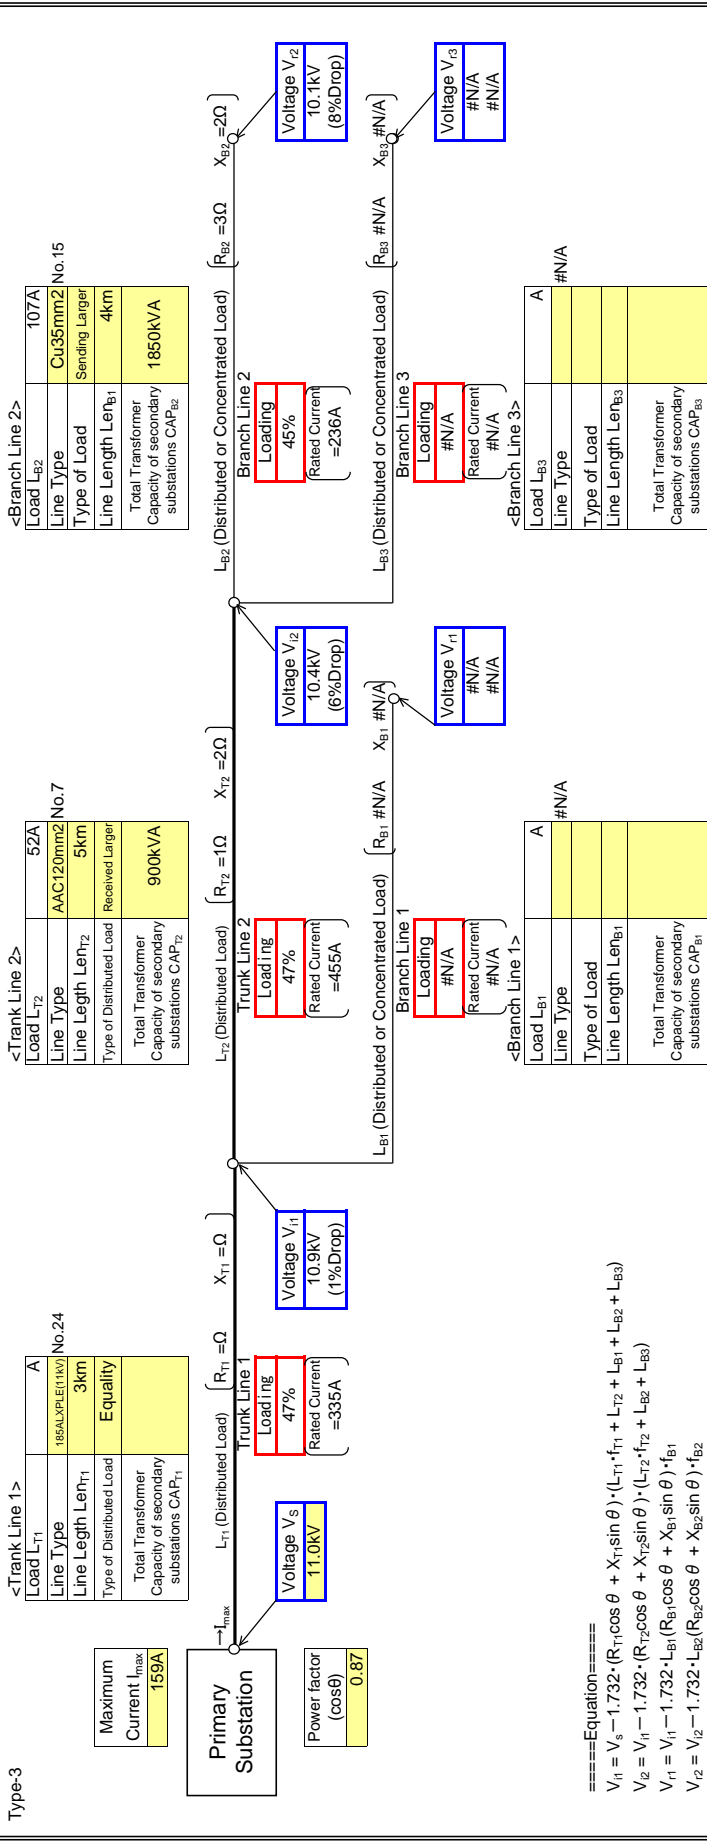 Type-3
Maximum
Current Imax
159A
Primary
Substation
Power factor
(cosθ)
0.87
→Imax
Voltage VS
11.0kV
<Trank Line 1>
Load LT1 A
Line Type 185ALXPLE(11kV) No.24
Line Legth LenT1 3km
Type of Distributed Load Equality
Total Transformer
Capacity of secondary
substations CAPT1
LT1 (Distributed Load) (RT1 =Ω XT1 =Ω)
Trunk Line 1
Loading
47%
Rated Current
=335A
Voltage Vi1
10.9kV
(1%Drop)
<Trank Line 2>
Load LT2 52A
Line Type AAC120mm2 No.7
Line Legth LenT2 5km
Type of Distributed Load Received Larger
Total Transformer
Capacity of secondary
substations CAPT2 900kVA
LT2 (Distributed Load) (RT2 =1Ω XT2 =2Ω)
Trunk Line 2
Loading
47%
Rated Current
=455A
Voltage Vi2
10.4kV
(6%Drop)
LB1 (Distributed or Concentrated Load) (RB1 #N/A XB1 #N/A)
Branch Line 1
Loading
#N/A
Rated Current
#N/A
Voltage Vr1
#N/A
#N/A
<Branch Line 1>
Load LB1 A
Line Type #N/A
Type of Load
Line Length LenB1
Total Transformer
Capacity of secondary
substations CAPB1
<Branch Line 2>
Load LB2 107A
Line Type Cu35mm2 No.15
Type of Load Sending Larger
Line Length LenB1 4km
Total Transformer
Capacity of secondary
substations CAPB2 1850kVA
LB2 (Distributed or Concentrated Load) (RB2 =3Ω XB2 =2Ω)
Branch Line 2
Loading
45%
Rated Current
=236A
Voltage Vr2
10.1kV
(8%Drop)
LB3 (Distributed or Concentrated Load) (RB3 #N/A XB3 #N/A)
Branch Line 3
Loading
#N/A
Rated Current
#N/A
Voltage Vr3
#N/A
#N/A
<Branch Line 3>
Load LB3 A
Line Type #N/A
Type of Load
Line Length LenB3
Total Transformer
Capacity of secondary
substations CAPB3
=====Equation=====
Vi1 = Vs－1.732･(RT1cos θ + XT1sin θ)･(LT1･fT1 + LT2 + LB1 + LB2 + LB3)
Vi2 = Vi1－1.732･(RT2cos θ + XT2sin θ)･(LT2･fT2 + LB2 + LB3)
Vr1 = Vi1－1.732･LB1(RB1cos θ + XB1sin θ)･fB1
Vr2 = Vi2－1.732･LB2(RB2cos θ + XB2sin θ)･fB2